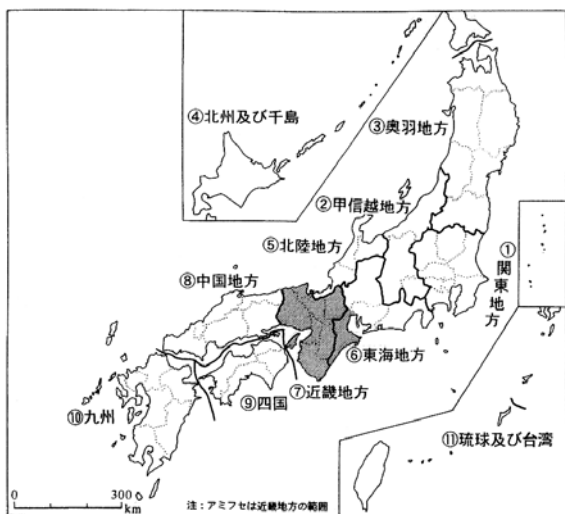 ④北州及び千島
③奥羽地方
②甲信越地方
⑤北陸地方
①関東地方
⑧中国地方
⑥東海地方
⑦近畿地方
⑨四国
⑩九州
⑪琉球及び台湾
0 300
km
注：アミフセは近畿地方の範囲